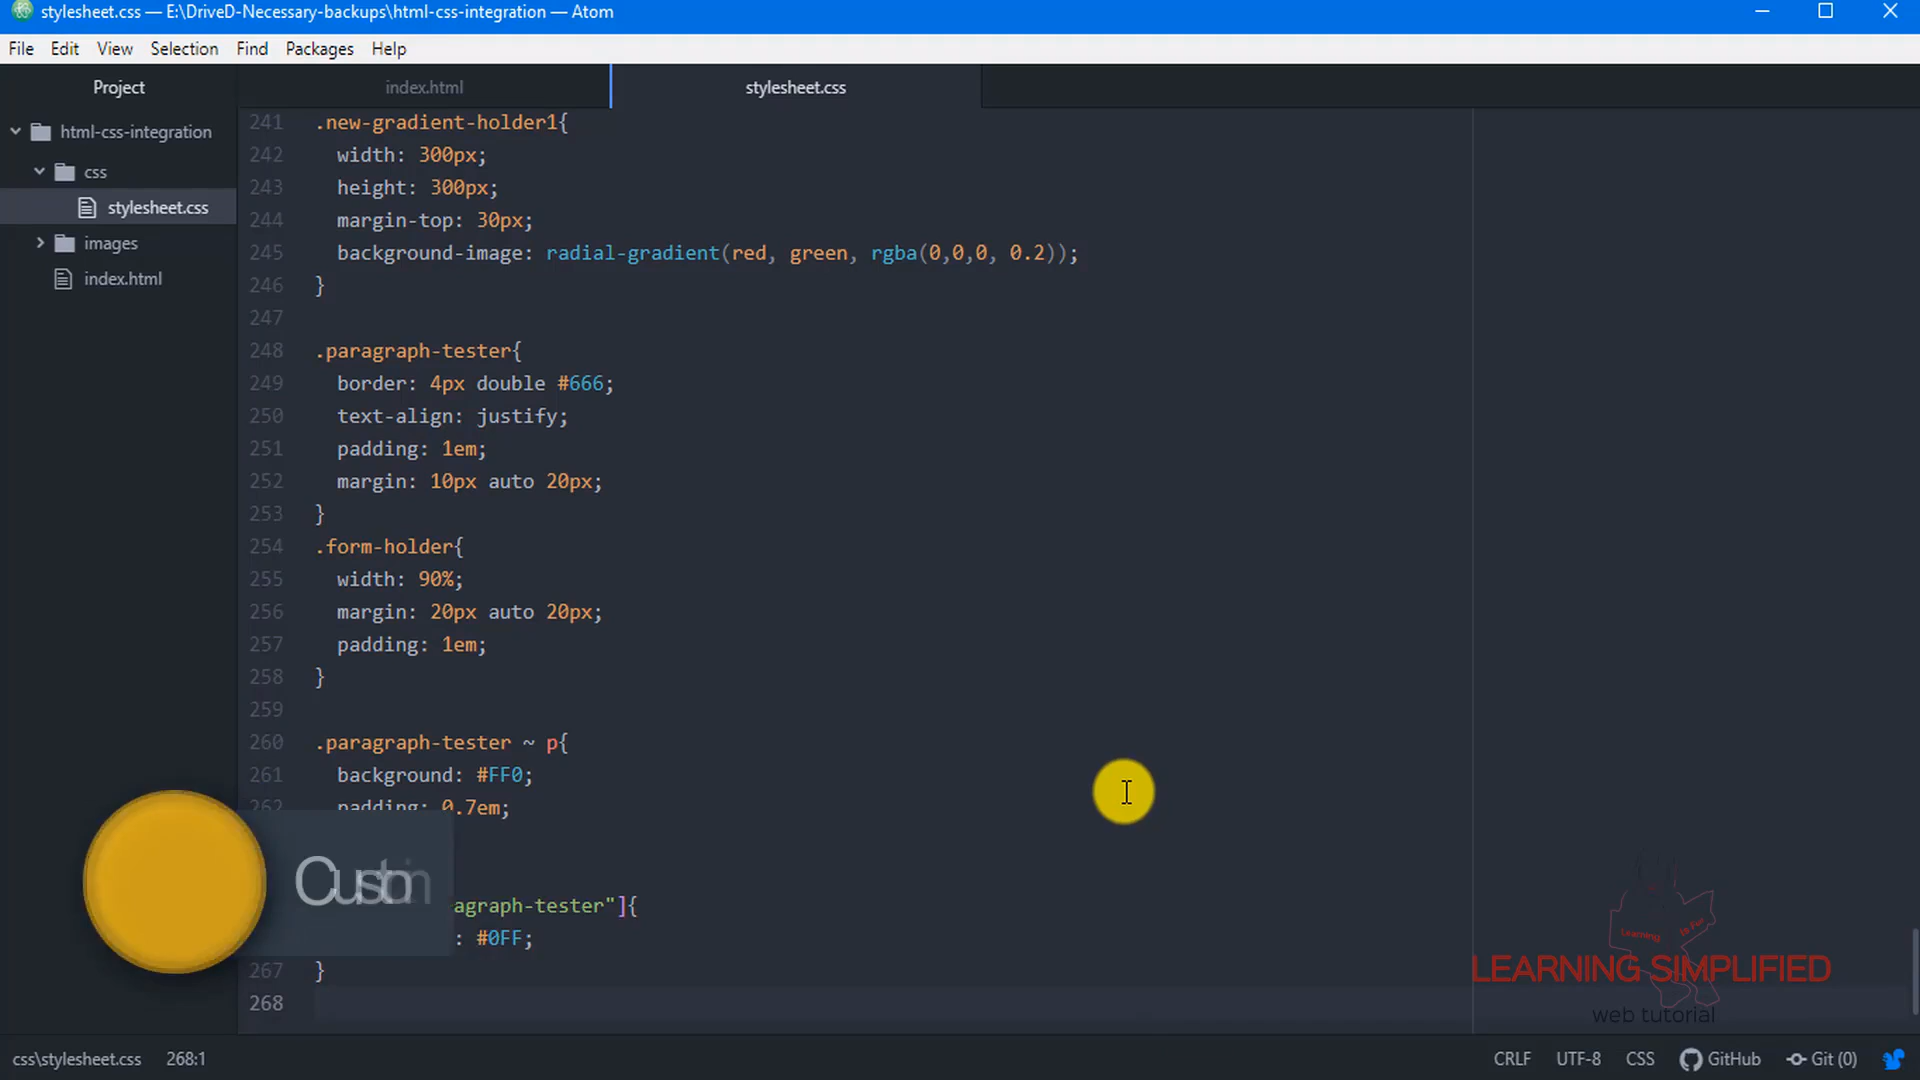 stylesheet.css — E:\DriveD-Necessary-backups\html-css-integration — Atom
File Edit View Selection Find Packages Help
Project
html-css-integration
css
stylesheet.css
images
index.html
index.html stylesheet.css
241 .new-gradient-holder1{
242 width: 300px;
243 height: 300px;
244 margin-top: 30px;
245 background-image: radial-gradient(red, green, rgba(0,0,0, 0.2));
246 }
247
248 .paragraph-tester{
249 border: 4px double #666;
250 text-align: justify;
251 padding: 1em;
252 margin: 10px auto 20px;
253 }
254 .form-holder{
255 width: 90%;
256 margin: 20px auto 20px;
257 padding: 1em;
258 }
259
260 .paragraph-tester ~ p{
261 background: #FF0;
262 padding: 0.7em;
agraph-tester"]{
: #0FF;
267 }
268
Learning Is For
LEARNING SIMPLIFIED
web tutorial
css\stylesheet.css 268:1 CRLF UTF-8 CSS GitHub Git (0)